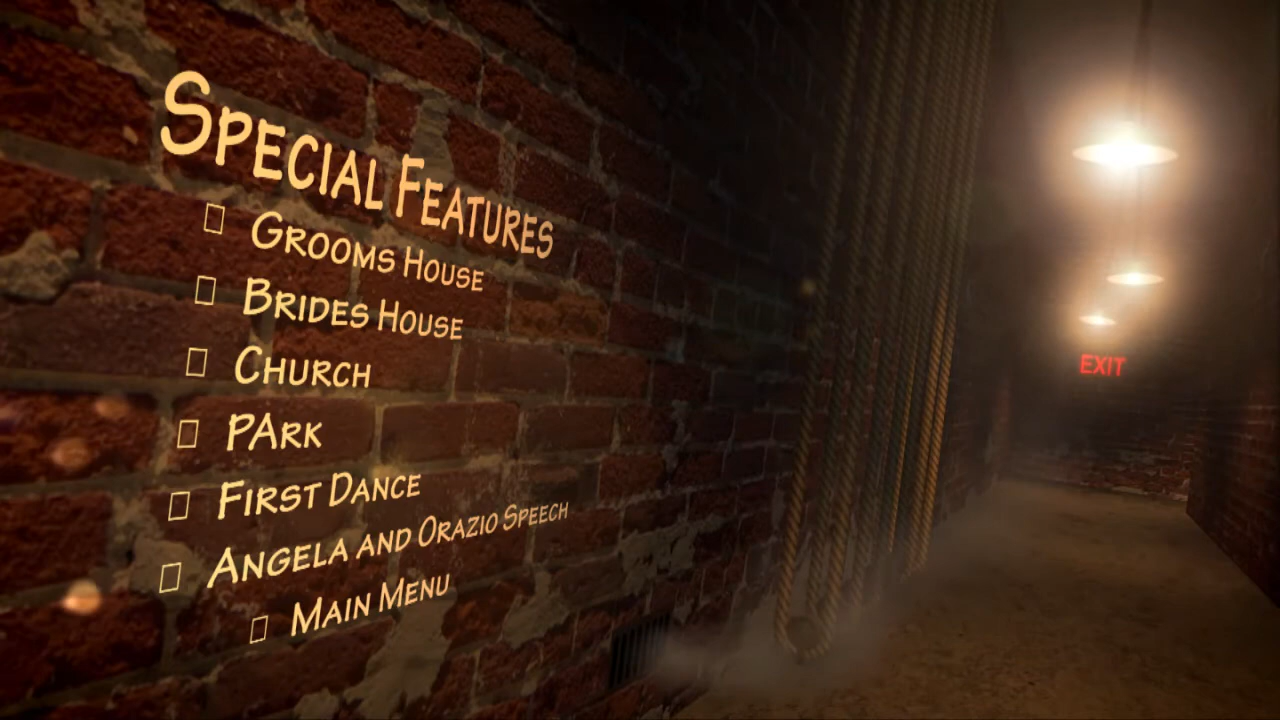 Special Features
Grooms House
Brides House
Church
PArk
First Dance
Angela and Orazio Speech
Main Menu
EXIT